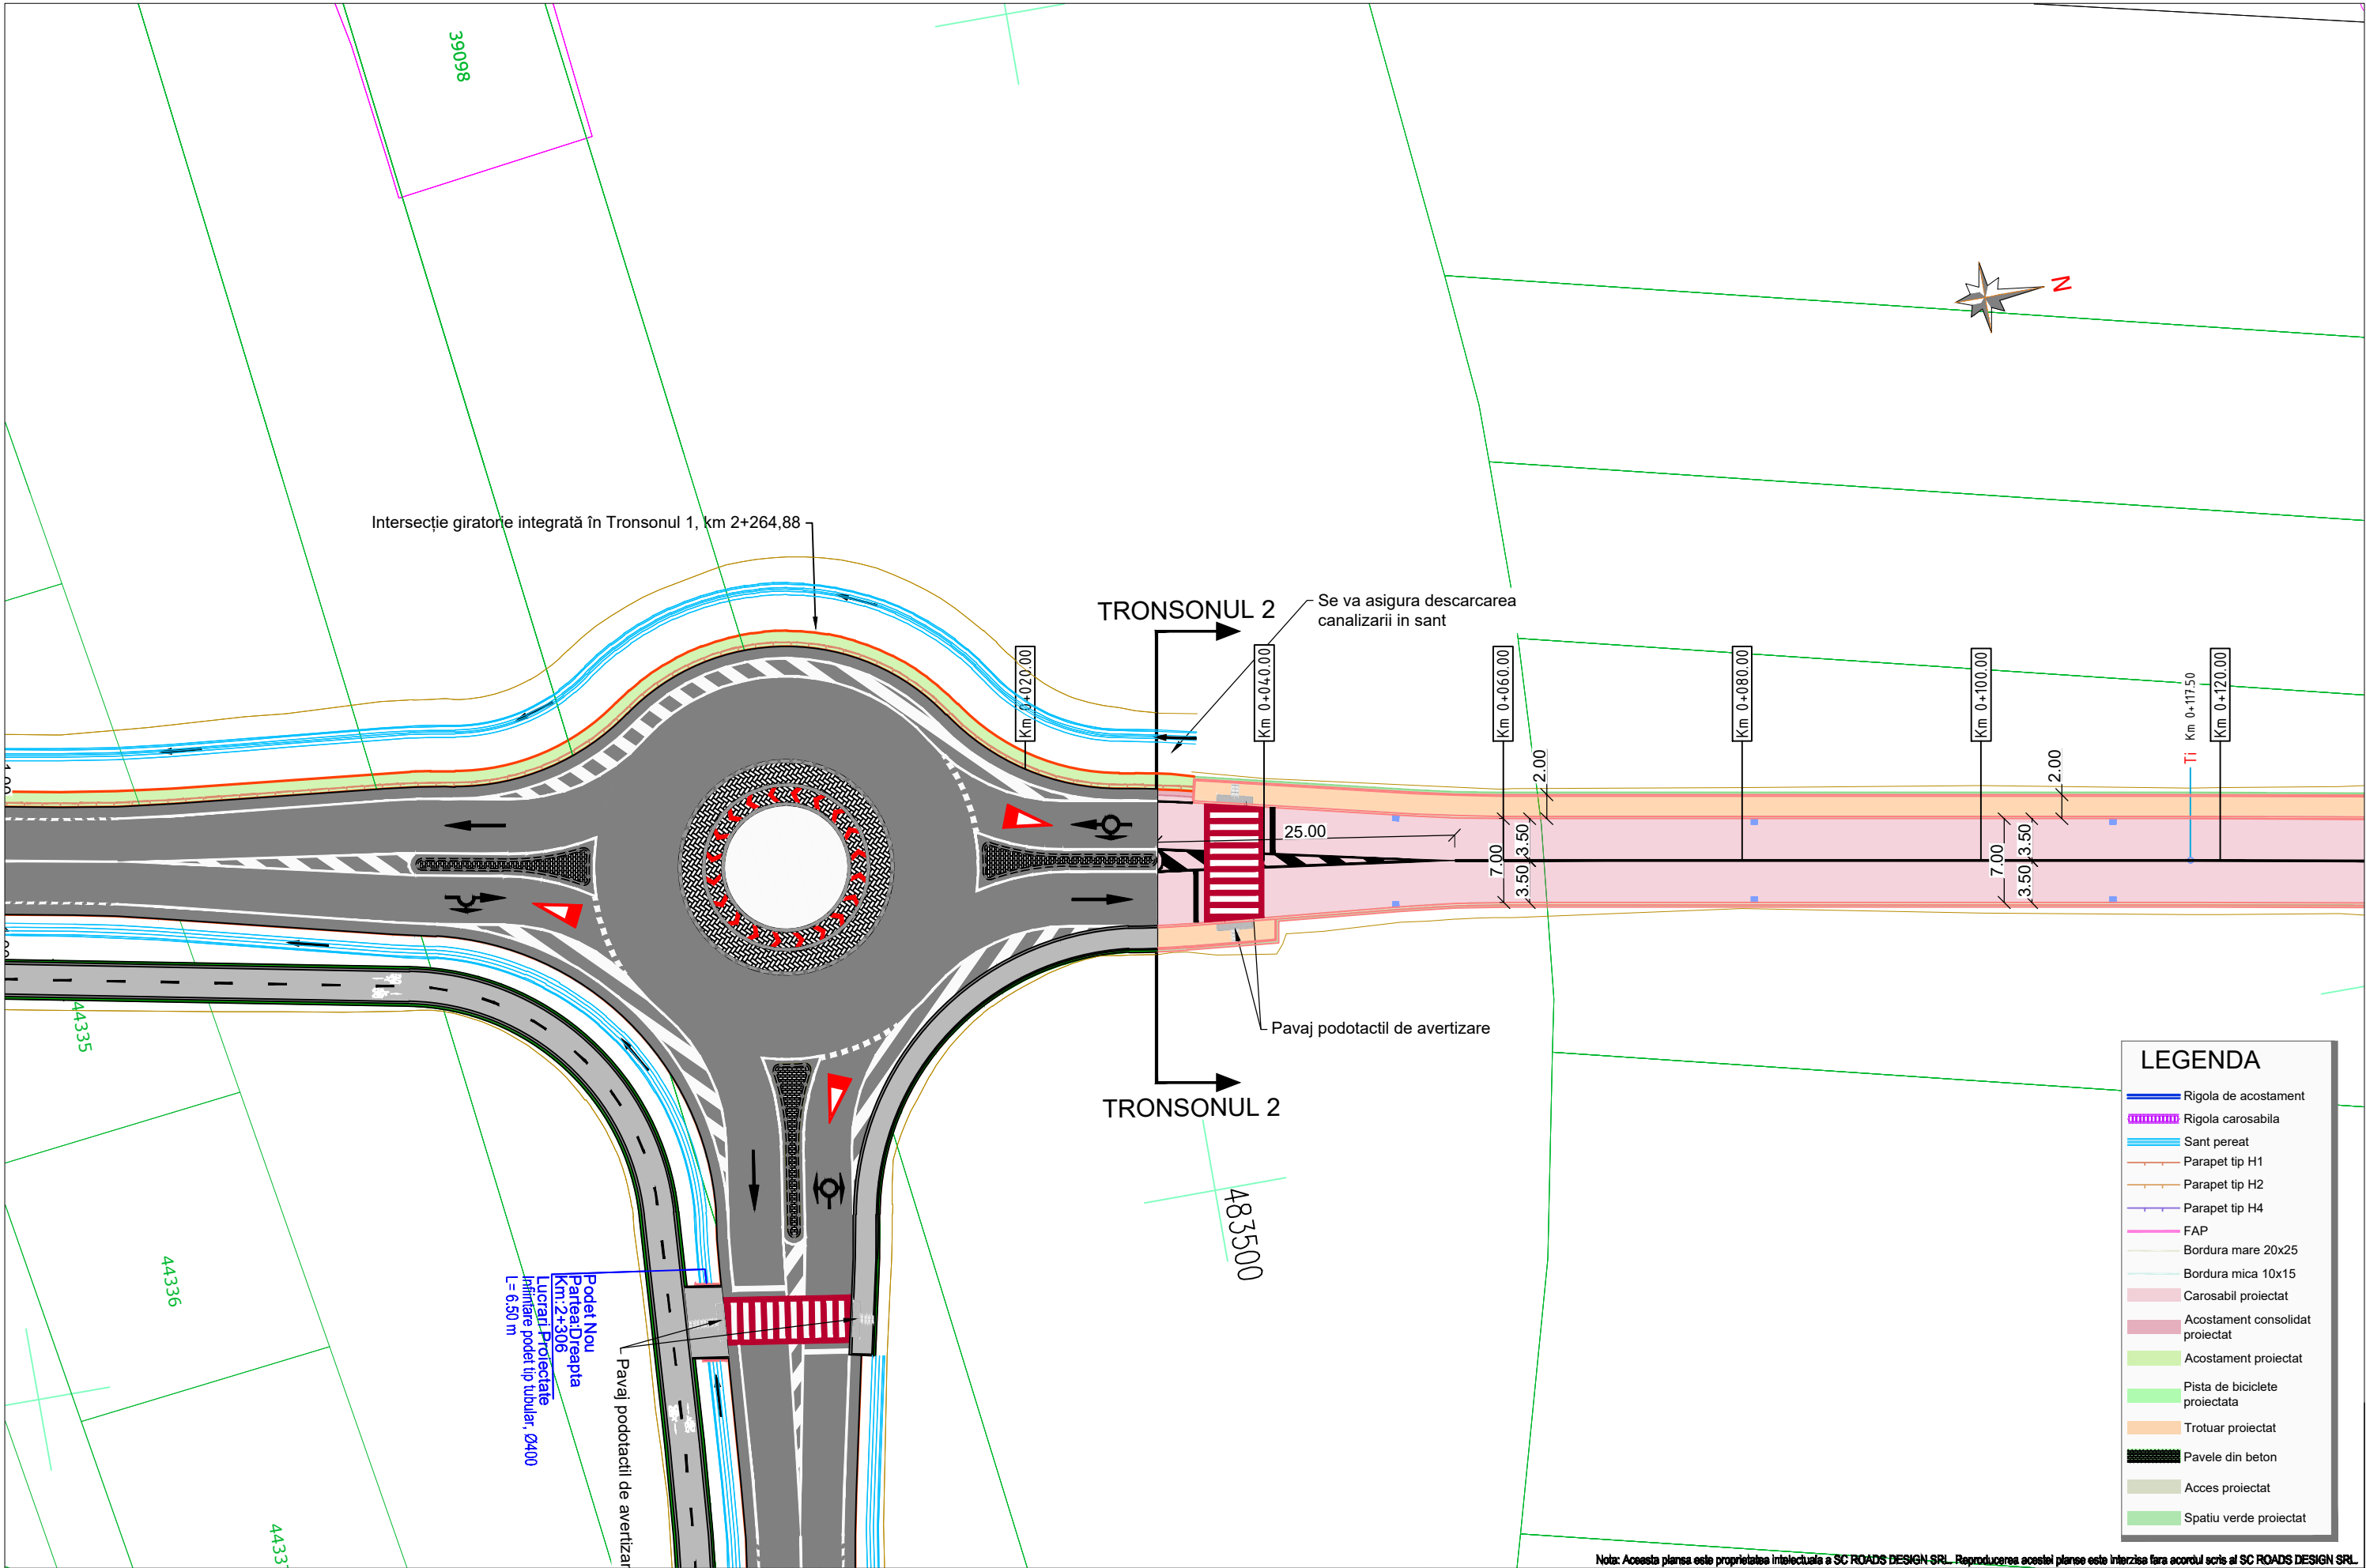 39098
N
Intersecție giratorie integrată în Tronsonul 1, km 2+264,88
TRONSONUL 2
Se va asigura descarcarea
canalizarii in sant
Km 0+020.00
Km 0+040.00
Km 0+060.00
Km 0+080.00
Km 0+100.00
Ti Km 0+117.50
Km 0+120.00
2.00
2.00
25.00
7.00
3.50
3.50
7.00
3.50
3.50
Pavaj podotactil de avertizare
TRONSONUL 2
483500
44335
44336
Podet Nou
Partea:Dreapta
Km:2+306
Lucrari Proiectate
Infiintare podet tip tubular, Ø400
L= 6.50 m
Pavaj podotactil de avertizar
LEGENDA
Rigola de acostament
Rigola carosabila
Sant pereat
Parapet tip H1
Parapet tip H2
Parapet tip H4
FAP
Bordura mare 20x25
Bordura mica 10x15
Carosabil proiectat
Acostament consolidat
proiectat
Acostament proiectat
Pista de biciclete
proiectata
Trotuar proiectat
Pavele din beton
Acces proiectat
Spatiu verde proiectat
Nota: Aceasta plansa este proprietatea intelectuala a SC ROADS DESIGN SRL. Reproducerea acestei planse este interzisa fara acordul scris al SC ROADS DESIGN SRL